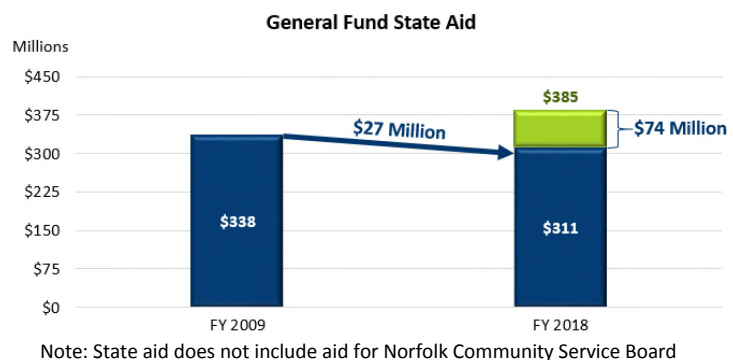 General Fund State Aid
Millions
$450
$375
$300
$225
$150
$75
$0
$338
$27 Million
$385
$74 Million
$311
FY 2009
FY 2018
Note: State aid does not include aid for Norfolk Community Service Board